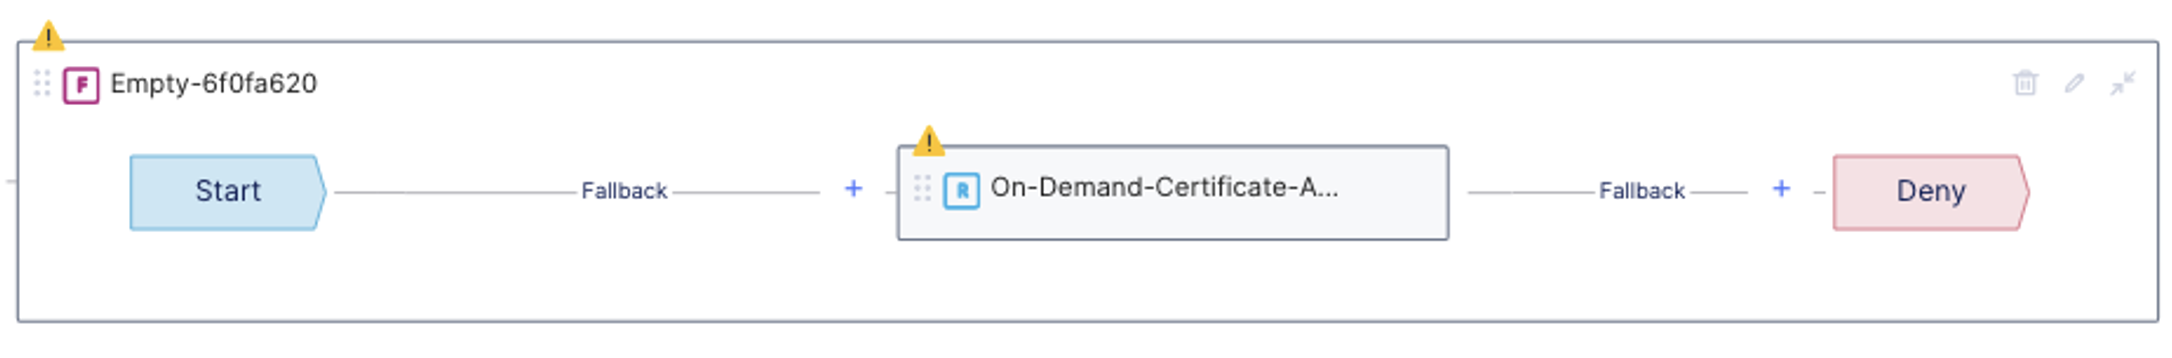 F Empty-6f0fa620
Start Fallback + R On-Demand-Certificate-A... Fallback + Deny